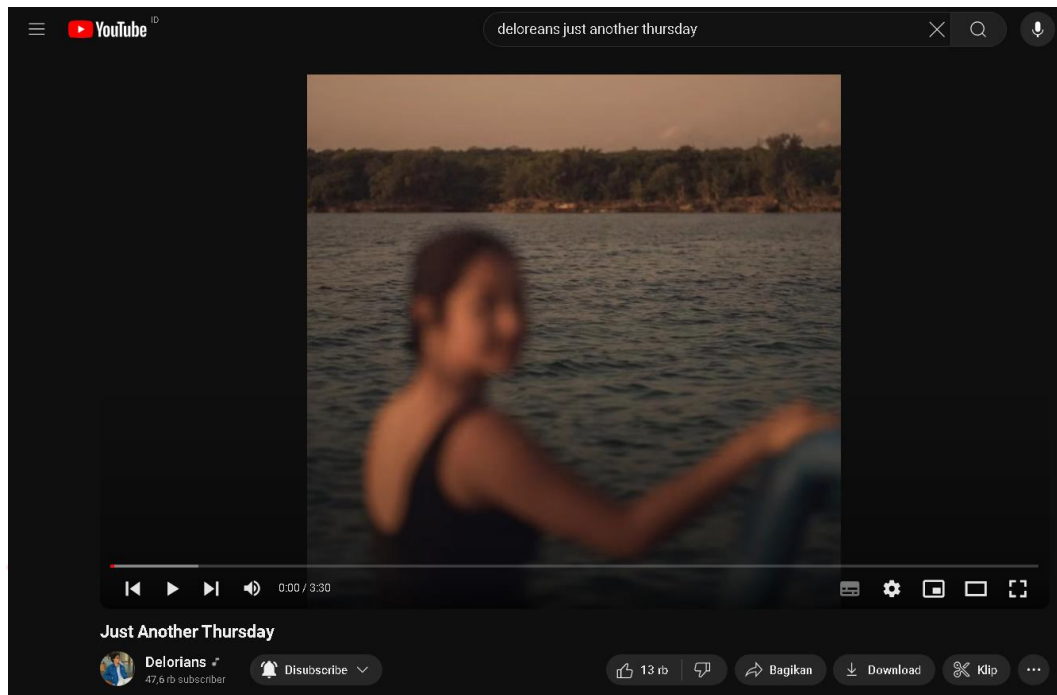 YouTube ID
deloreans just another thursday
0:00 / 3:30
Just Another Thursday
Delorians
47,6 rb subscriber
Disubscribe
13 rb
Bagikan
Download
Klip